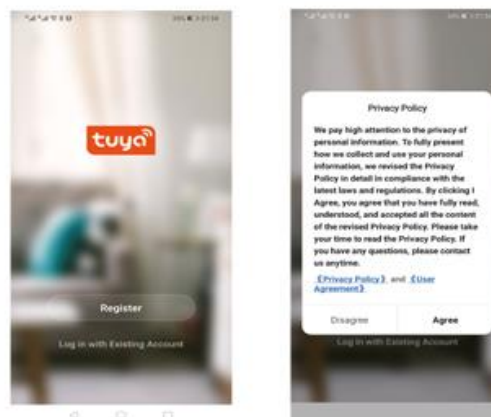 tuya
Register
Log in with Existing Account
Privacy Policy
We pay high attention to the privacy of
personal information. To fully present
how we collect and use your personal
information, we revised the Privacy
Policy in detail in compliance with the
latest laws and regulations. By clicking I
Agree, you agree that you have fully read,
understood, and accepted all the content
of the revised Privacy Policy. Please take
your time to read the Privacy Policy. If
you have any questions, please contact
us anytime.
《Privacy Policy》 and 《User
Agreement》
Disagree Agree
Log in with Existing Account